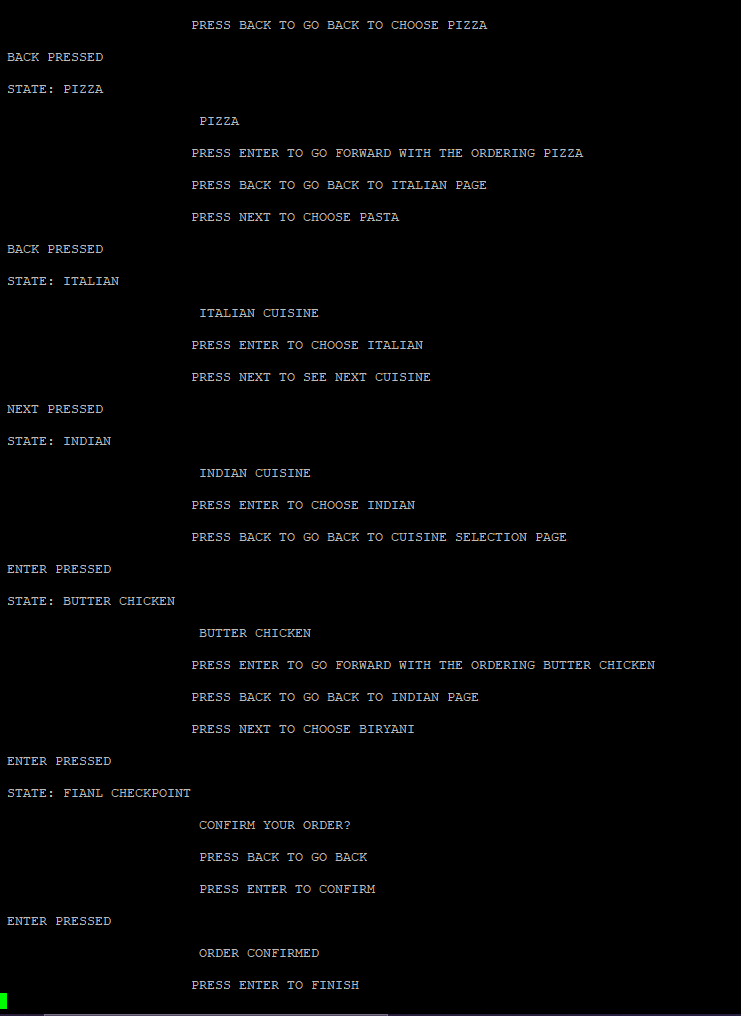 PRESS BACK TO GO BACK TO CHOOSE PIZZA
BACK PRESSED
STATE: PIZZA
PIZZA
PRESS ENTER TO GO FORWARD WITH THE ORDERING PIZZA
PRESS BACK TO GO BACK TO ITALIAN PAGE
PRESS NEXT TO CHOOSE PASTA
BACK PRESSED
STATE: ITALIAN
ITALIAN CUISINE
PRESS ENTER TO CHOOSE ITALIAN
PRESS NEXT TO SEE NEXT CUISINE
NEXT PRESSED
STATE: INDIAN
INDIAN CUISINE
PRESS ENTER TO CHOOSE INDIAN
PRESS BACK TO GO BACK TO CUISINE SELECTION PAGE
ENTER PRESSED
STATE: BUTTER CHICKEN
BUTTER CHICKEN
PRESS ENTER TO GO FORWARD WITH THE ORDERING BUTTER CHICKEN
PRESS BACK TO GO BACK TO INDIAN PAGE
PRESS NEXT TO CHOOSE BIRYANI
ENTER PRESSED
STATE: FIANL CHECKPOINT
CONFIRM YOUR ORDER?
PRESS BACK TO GO BACK
PRESS ENTER TO CONFIRM
ENTER PRESSED
ORDER CONFIRMED
PRESS ENTER TO FINISH